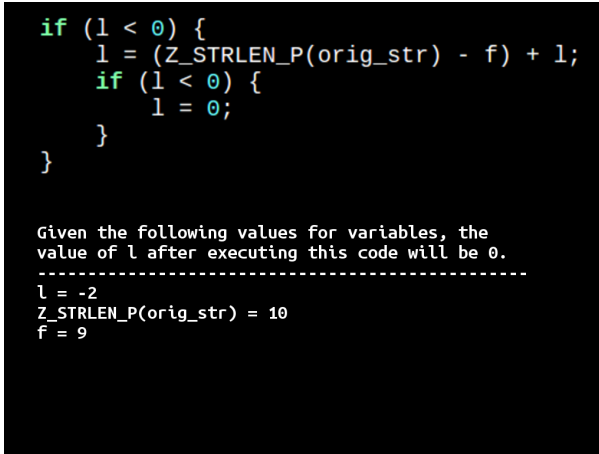 if (l < 0) {
    l = (Z_STRLEN_P(orig_str) - f) + l;
    if (l < 0) {
        l = 0;
    }
}
Given the following values for variables, the
value of l after executing this code will be 0.
-------------------------------------------------
l = -2
Z_STRLEN_P(orig_str) = 10
f = 9